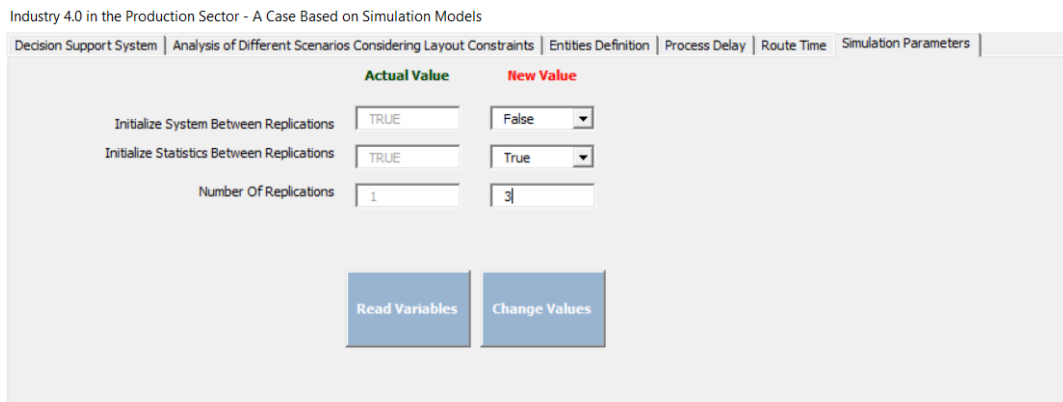 Industry 4.0 in the Production Sector - A Case Based on Simulation Models
Decision Support System Analysis of Different Scenarios Considering Layout Constraints Entities Definition Process Delay Route Time Simulation Parameters
Actual Value New Value
Initialize System Between Replications TRUE False
Initialize Statistics Between Replications TRUE True
Number Of Replications 1 3
Read Variables Change Values